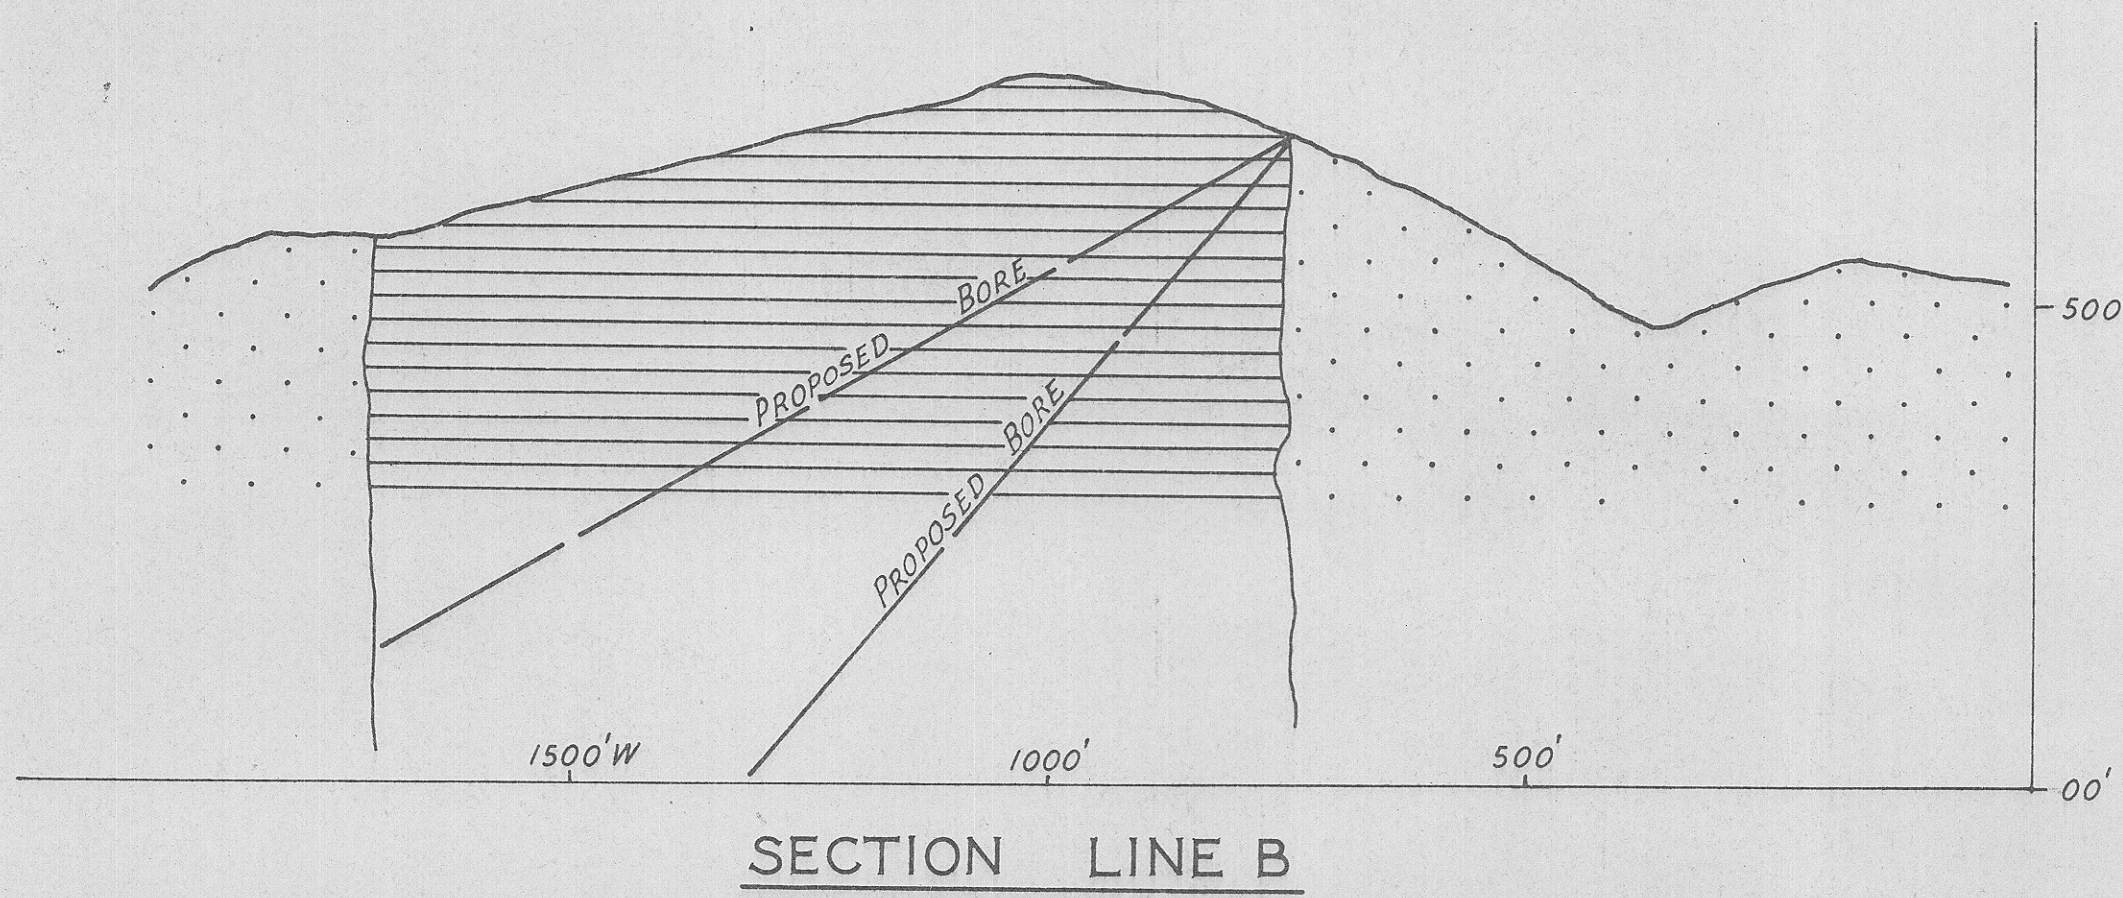 BORE
PROPOSED
BORE
PROPOSED
500
1500'W
1000'
500'
00'
SECTION LINE B